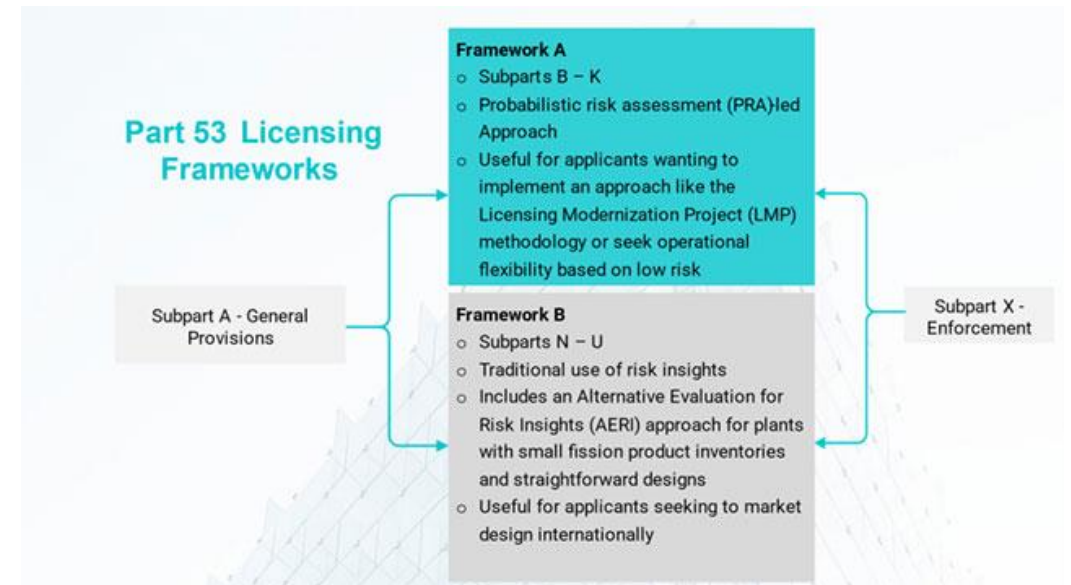 Part 53 Licensing
Frameworks
Subpart A - General
Provisions
Framework A
o Subparts B – K
o Probabilistic risk assessment (PRA}led
Approach
o Useful for applicants wanting to
implement an approach like the
Licensing Modernization Project (LMP)
methodology or seek operational
flexibility based on low risk
Framework B
o Subparts N – U
o Traditional use of risk insights
o Includes an Alternative Evaluation for
Risk Insights (AERI) approach for plants
with small fission product inventories
and straightforward designs
o Useful for applicants seeking to market
design internationally
Subpart X -
Enforcement